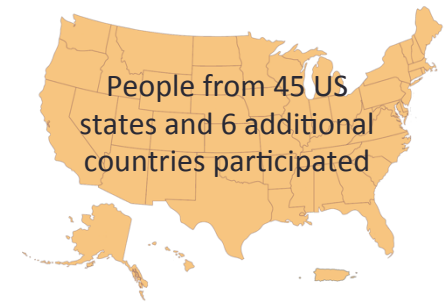 People from 45 US
states and 6 additional
countries participated